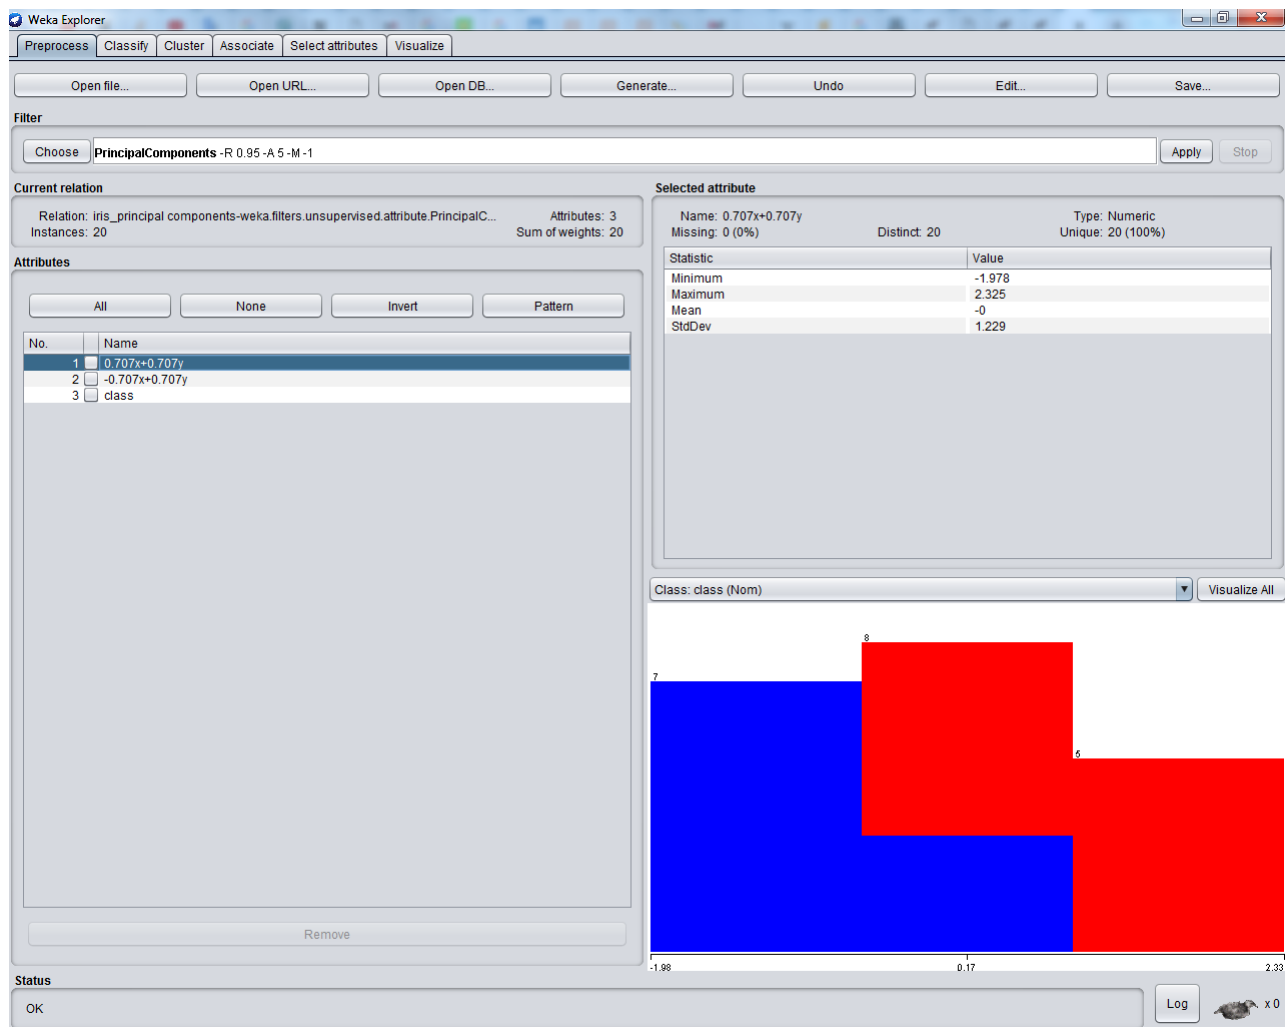 Weka Explorer
Preprocess Classify Cluster Associate Select attributes Visualize
Open file... Open URL... Open DB... Generate... Undo Edit... Save...
Filter
Choose PrincipalComponents -R 0.95 -A 5 -M -1 Apply Stop
Current relation
Relation: iris_principal components-weka.filters.unsupervised.attribute.PrincipalC... Attributes: 3
Instances: 20 Sum of weights: 20
Attributes
All None Invert Pattern
No. Name
1 0.707x+0.707y
2 -0.707x+0.707y
3 class
Remove
Selected attribute
Name: 0.707x+0.707y Type: Numeric
Missing: 0 (0%) Distinct: 20 Unique: 20 (100%)
Statistic Value
Minimum -1.978
Maximum 2.325
Mean -0
StdDev 1.229
Class: class (Nom) Visualize All
8
7
5
-1.98 0.17 2.33
Status
OK Log x 0